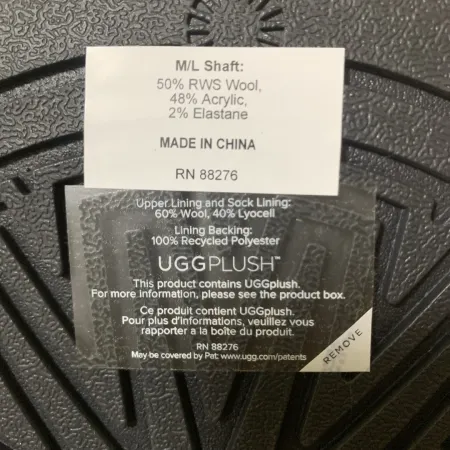 M/L Shaft:
50% RWS Wool,
48% Acrylic,
2% Elastane
MADE IN CHINA
RN 88276
Upper Lining and Sock Lining:
60% Wool, 40% Lyocell
Lining Backing:
100% Recycled Polyester
UGGPLUSH™
This product contains UGGplush.
For more information, please see the product box.
Ce produit contient UGGplush.
Pour plus d'informations, veuillez vous
rapporter a la boîte du produit.
RN 88276
May be covered by Pat: www.ugg.com/patents
REMOVE